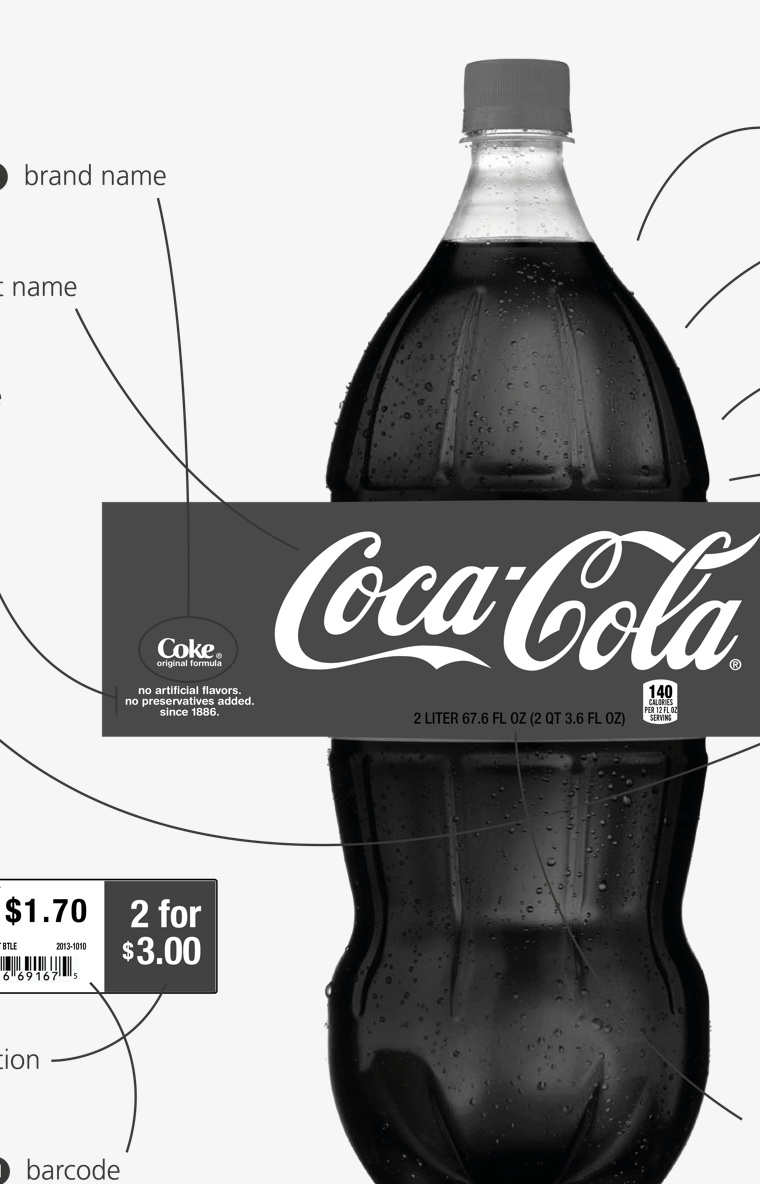 brand name
t name
Coca-Cola®
Coke®
original formula
no artificial flavors.
no preservatives added.
since 1886.
2 LITER 67.6 FL OZ (2 QT 3.6 FL OZ)
140
CALORIES
PER 12 FL OZ
SERVING
$1.70
2 for
$3.00
T BTLE 2013-1010
6 69167 5
tion
barcode